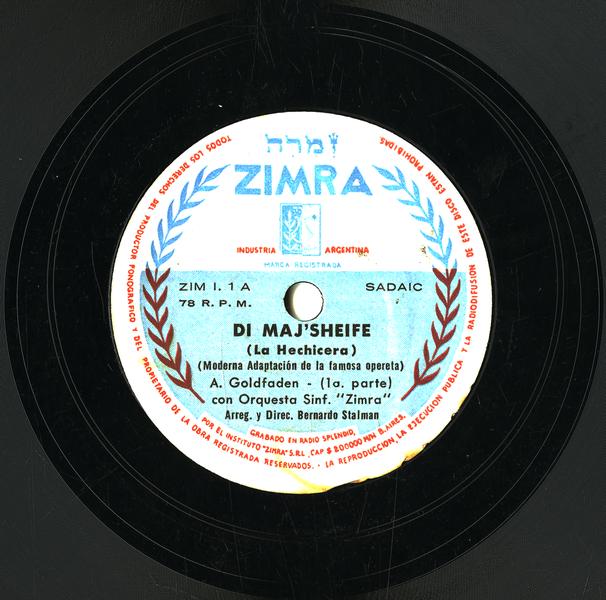 זמרה
ZIMRA
INDUSTRIA ARGENTINA
MARCA REGISTRADA
ZIM I. 1 A SADAIC
78 R. P. M.
DI MAJ'SHEIFE
(La Hechicera)
(Moderna Adaptación de la famosa opereta)
A. Goldfaden - (1a. parte)
con Orquesta Sinf. "Zimra"
Arreg. y Direc. Bernardo Stalman
GRABADO EN RADIO SPLENDID,
POR EL INSTITUTO "ZIMRA" S.R.L, CAP $ 200000 M/N B. AIRES.
TODOS LOS DERECHOS DEL PRODUCTOR FONOGRAFICO Y DEL PROPIETARIO DE LA OBRA REGISTRADA RESERVADOS. - LA REPRODUCCION, LA EJECUCION PUBLICA Y LA RADIODIFUSION DE ESTE DISCO ESTAN PROHIBIDAS.